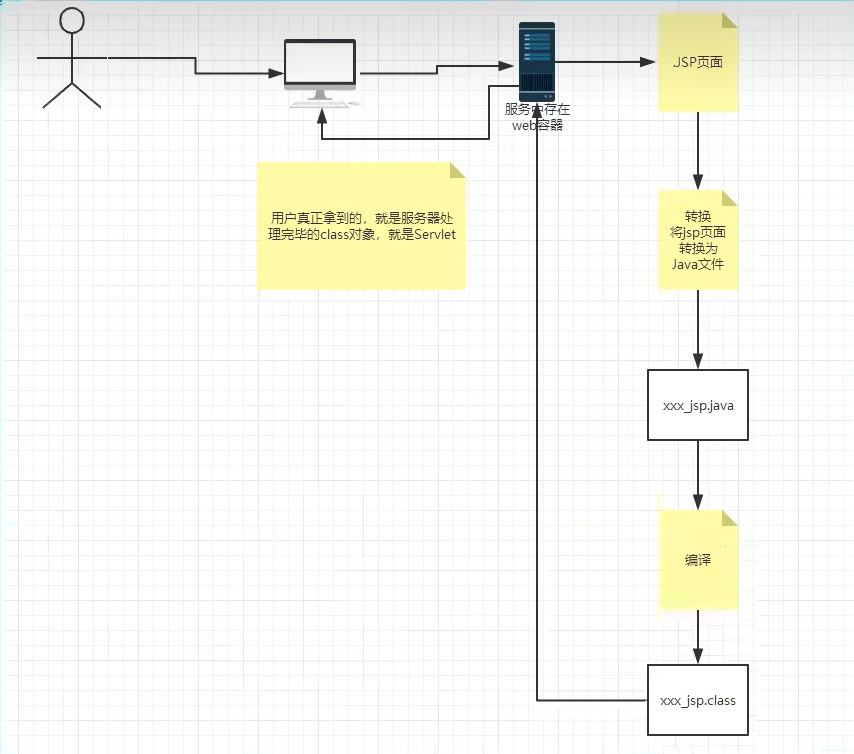 .JSP页面
服务中存在
web容器
用户真正拿到的，就是服务器处
理完毕的class对象，就是Servlet
转换
将jsp页面
转换为
Java文件
xxx_jsp.java
编译
xxx_jsp.class